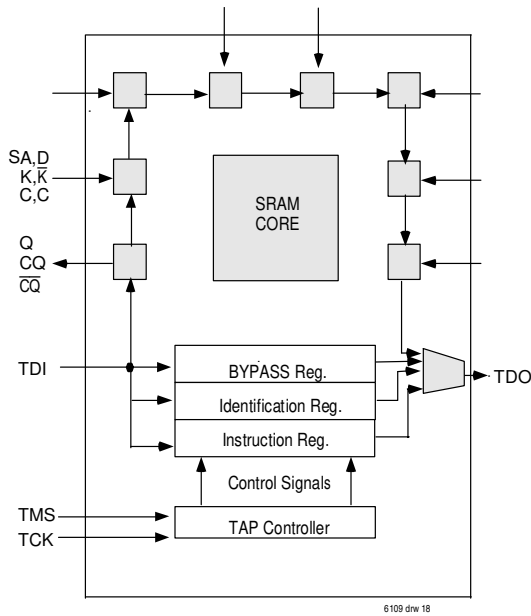 SA,D
K,K̅
C,C
Q
CQ
C̅Q̅
SRAM
CORE
TDI
BYPASS Reg.
TDO
Identification Reg.
Instruction Reg.
Control Signals
TMS
TCK
TAP Controller
6109 drw 18